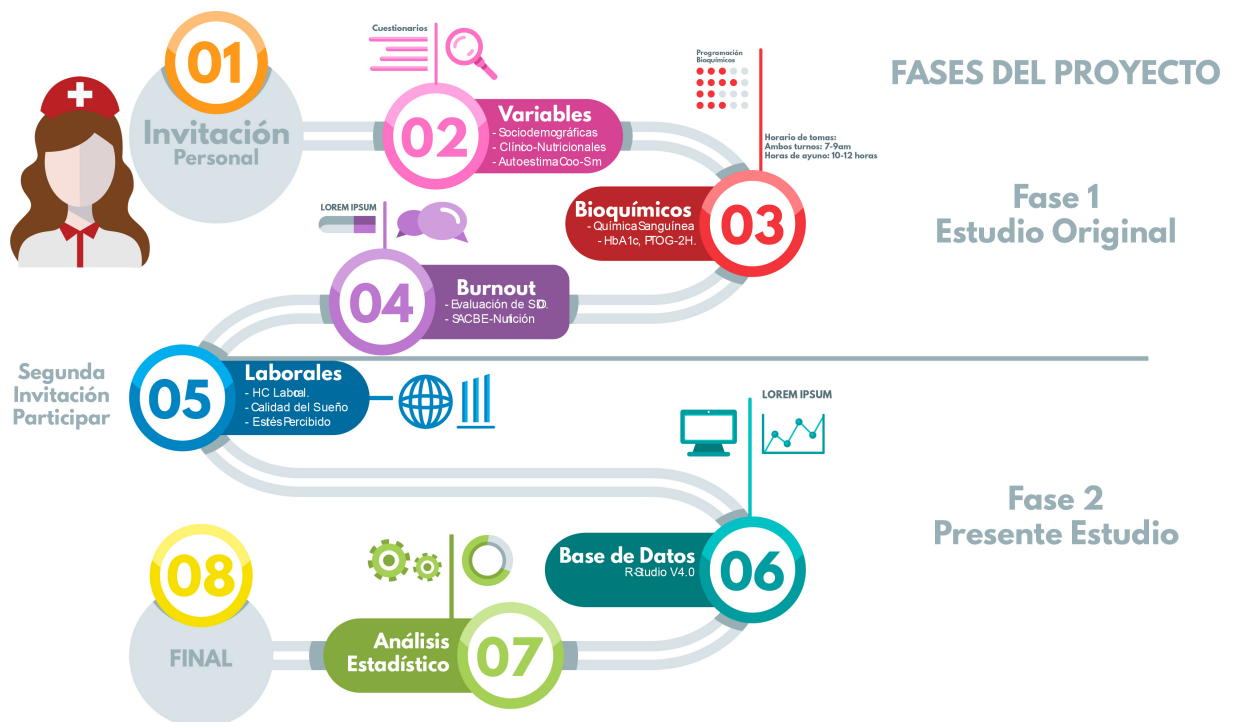 FASES DEL PROYECTO
01
Invitación
Personal
Cuestionarios
02
Variables
- Sociodemográficas
- Clínico-Nutricionales
- Autoestima Coo-Sm
Programación
Bioquímicos
Horario de tomas:
Ambos turnos: 7-9am
Horas de ayuno: 10-12 horas
03
Bioquímicos
- Química Sanguínea
- HbA1c, PTOG-2H.
Fase 1
Estudio Original
LOREM IPSUM
04
Burnout
- Evaluación de SDO.
- SACBE-Nutrición
Segunda
Invitación
Participar
05
Laborales
- HC Laboral.
- Calidad del Sueño
- Estés Percibido
LOREM IPSUM
Fase 2
Presente Estudio
06
Base de Datos
R-Studio V4.0
07
Análisis
Estadístico
08
FINAL